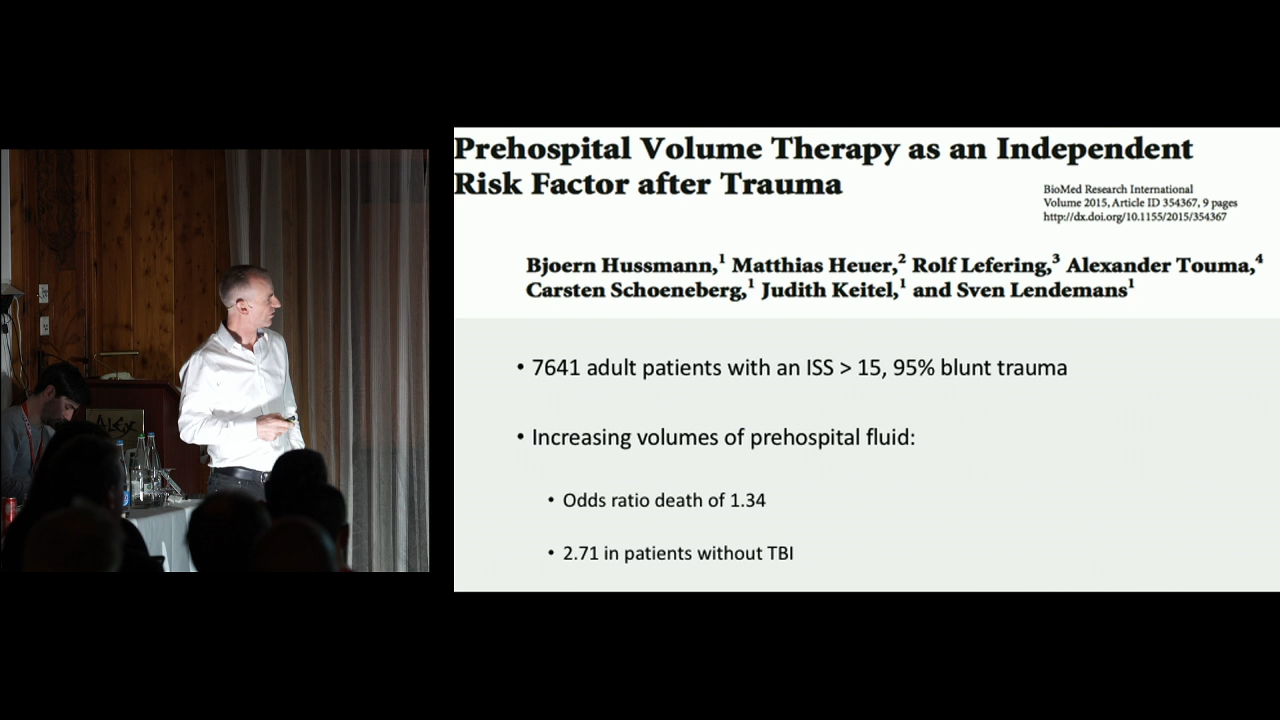 Prehospital Volume Therapy as an Independent
Risk Factor after Trauma
BioMed Research International
Volume 2015, Article ID 354367, 9 pages
http://dx.doi.org/10.1155/2015/354367
Bjoern Hussmann,1 Matthias Heuer,2 Rolf Lefering,3 Alexander Touma,4
Carsten Schoeneberg,1 Judith Keitel,1 and Sven Lendemans1
• 7641 adult patients with an ISS > 15, 95% blunt trauma
• Increasing volumes of prehospital fluid:
• Odds ratio death of 1.34
• 2.71 in patients without TBI
ALEX